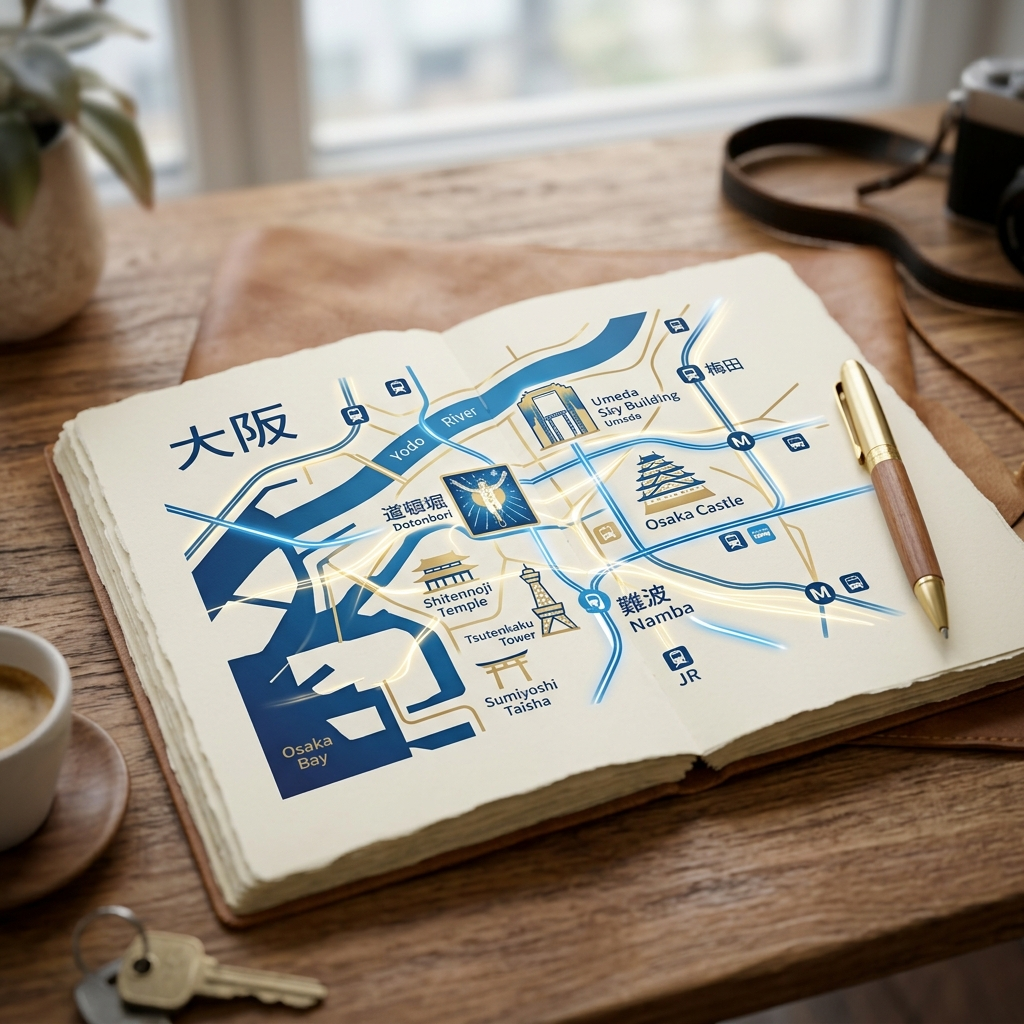 大阪
Yodo River
梅田
Umeda
Sky Building
Umeda
M
道頓堀
Dotonbori
Osaka Castle
Shitennoji
Temple
Tsutenkaku
Tower
難波
Namba
M
Sumiyoshi
Taisha
JR
Osaka
Bay